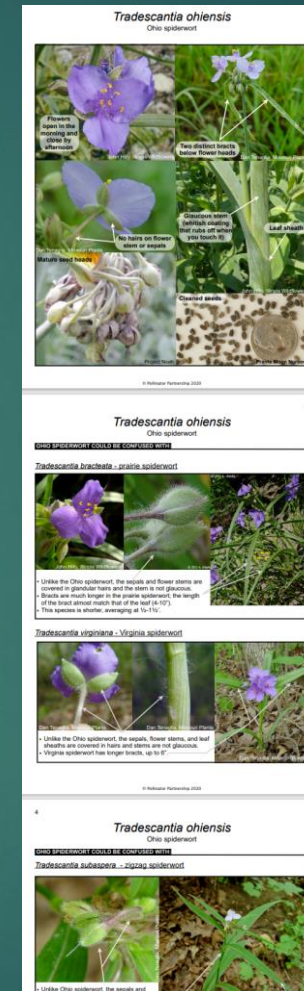 Tradescantia ohiensis
Ohio spiderwort
Flowers
open in the
morning and
close by
afternoon
Two distinct bracts
below flower heads
No hairs on flower
stem or sepals
Glaucous stem
(whitish coating
that rubs off when
you touch it)
Leaf sheath
Mature seed heads
Cleaned seeds
© Pollinator Partnership 2020
Tradescantia ohiensis
Ohio spiderwort
OHIO SPIDERWORT COULD BE CONFUSED WITH
Tradescantia bracteata - prairie spiderwort
• Unlike the Ohio spiderwort, the sepals and flower stems are
covered in glandular hairs and the stem is not glaucous.
• Bracts are much longer in the prairie spiderwort, the length
of the bract almost match that of the leaf (4-10").
• This species is shorter, averaging at ½-1½'.
Tradescantia virginiana - Virginia spiderwort
• Unlike the Ohio spiderwort, the sepals, flower stems, and leaf
sheaths are covered in hairs and stems are not glaucous.
• Virginia spiderwort has longer bracts, up to 6".
© Pollinator Partnership 2020
4
Tradescantia ohiensis
Ohio spiderwort
OHIO SPIDERWORT COULD BE CONFUSED WITH
Tradescantia subaspera - zigzag spiderwort
Unlike Ohio spiderwort, the sepals and